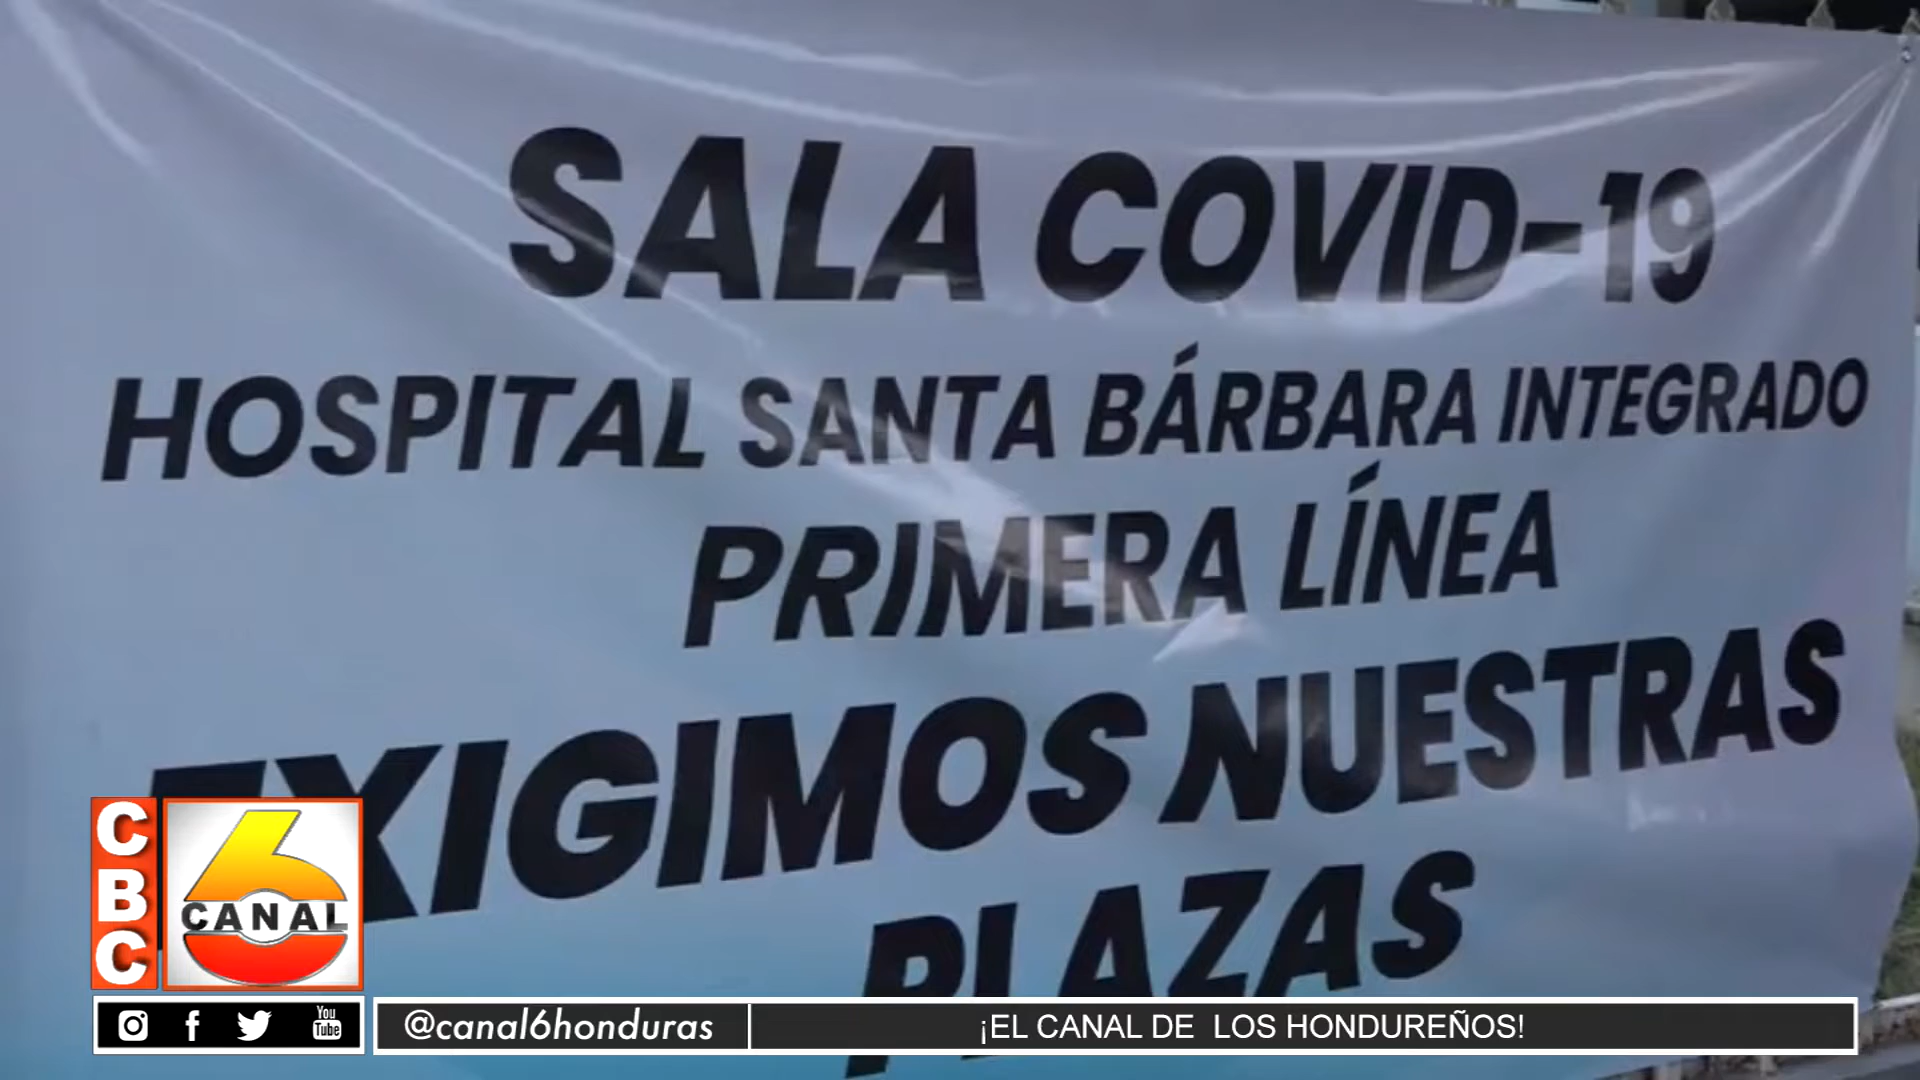 SALA COVID-19
HOSPITAL SANTA BÁRBARA INTEGRADO
PRIMERA LÍNEA
EXIGIMOS NUESTRAS
PLAZAS
CBC
6
CANAL
You
Tube
@canal6honduras
¡EL CANAL DE LOS HONDUREÑOS!